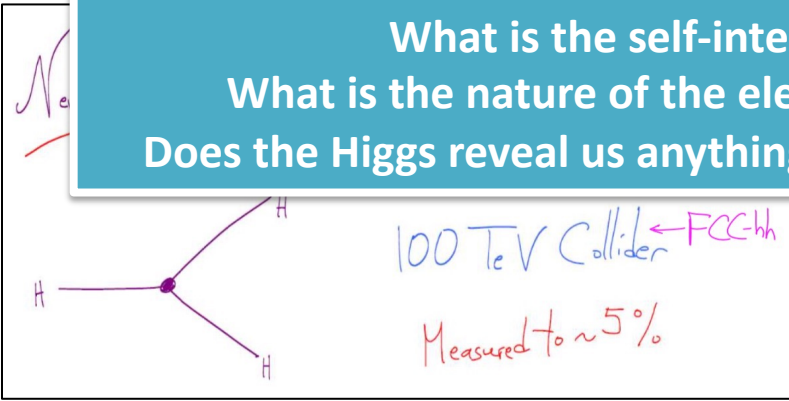 What is the self-inte
What is the nature of the ele
Does the Higgs reveal us anythin
H
100 TeV Collider ← FCC-hh
H
Measured to ~ 5%
H